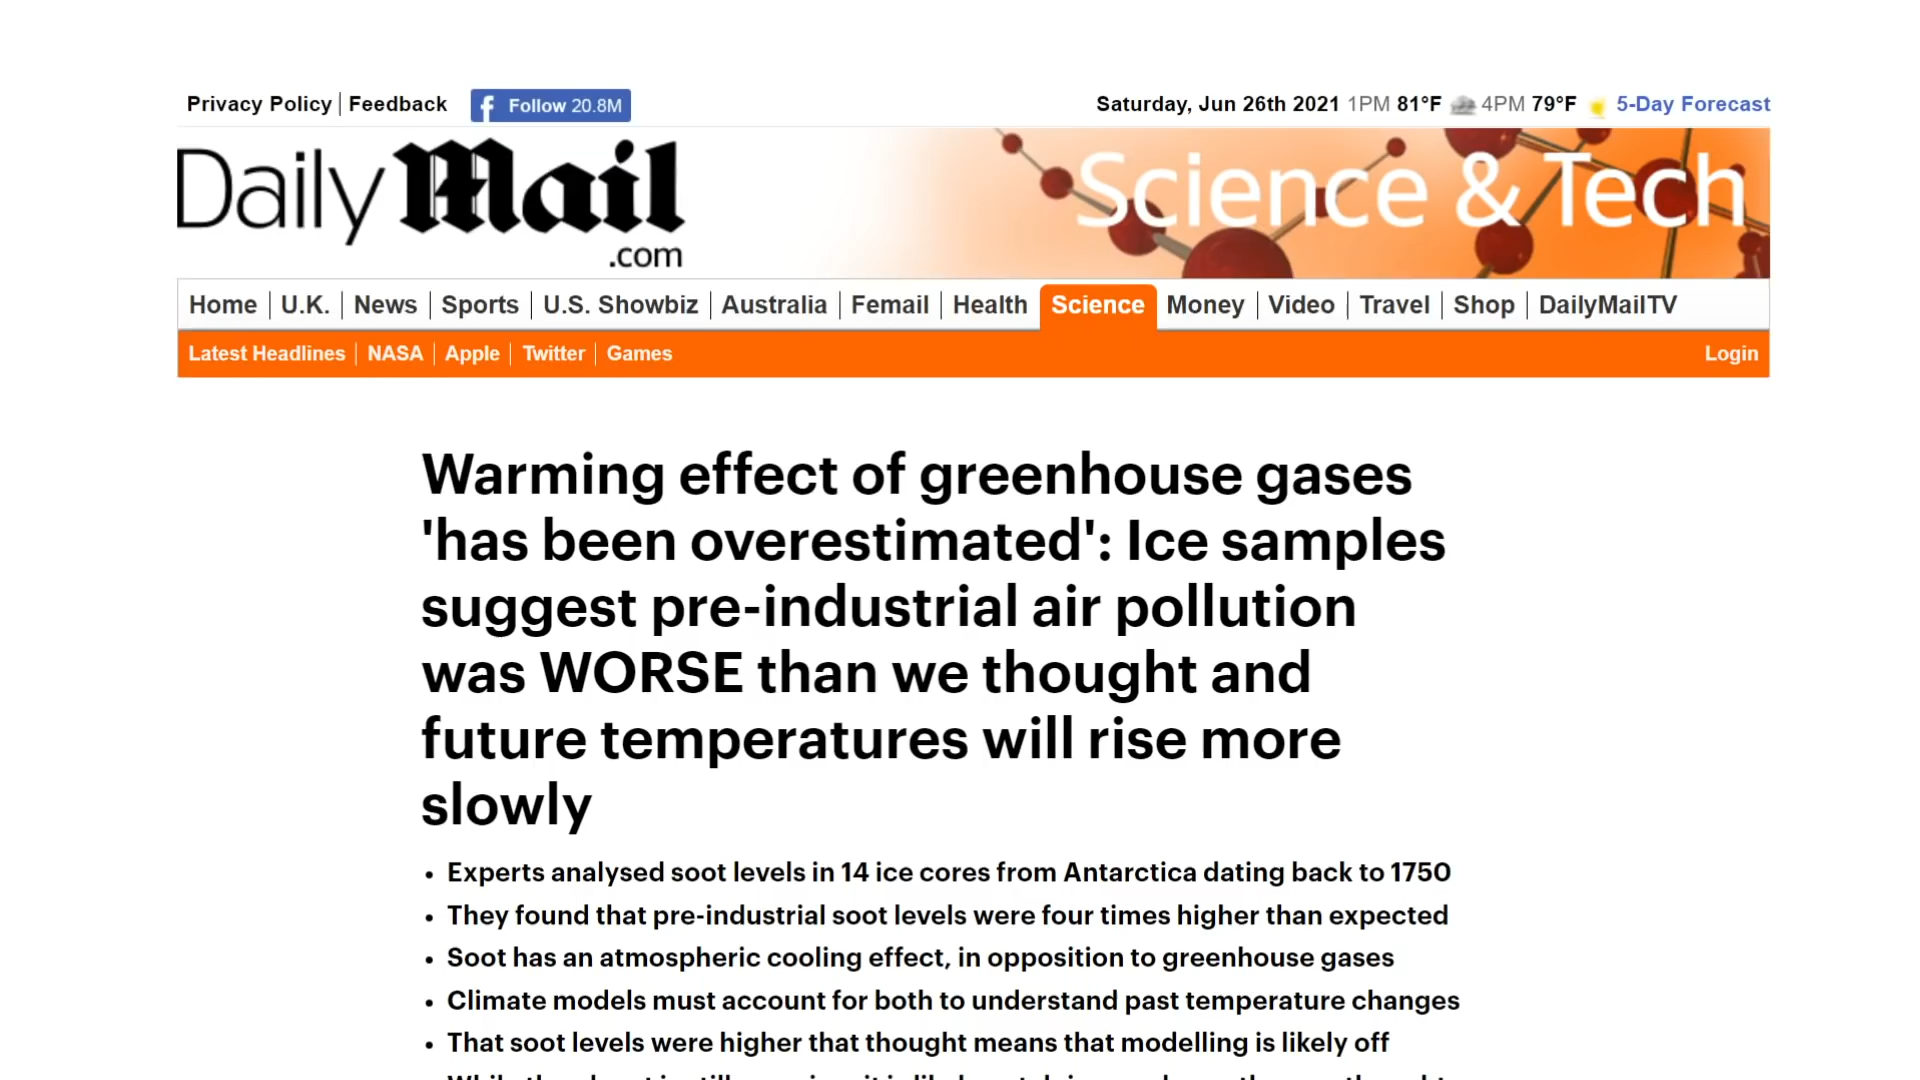 Privacy Policy | Feedback Follow 20.8M Saturday, Jun 26th 2021 1PM 81°F 4PM 79°F 5-Day Forecast
Daily Mail
.com
Science & Tech
Home | U.K. | News | Sports | U.S. Showbiz | Australia | Femail | Health | Science | Money | Video | Travel | Shop | DailyMailTV
Latest Headlines | NASA | Apple | Twitter | Games Login
Warming effect of greenhouse gases
'has been overestimated': Ice samples
suggest pre-industrial air pollution
was WORSE than we thought and
future temperatures will rise more
slowly
• Experts analysed soot levels in 14 ice cores from Antarctica dating back to 1750
• They found that pre-industrial soot levels were four times higher than expected
• Soot has an atmospheric cooling effect, in opposition to greenhouse gases
• Climate models must account for both to understand past temperature changes
• That soot levels were higher that thought means that modelling is likely off